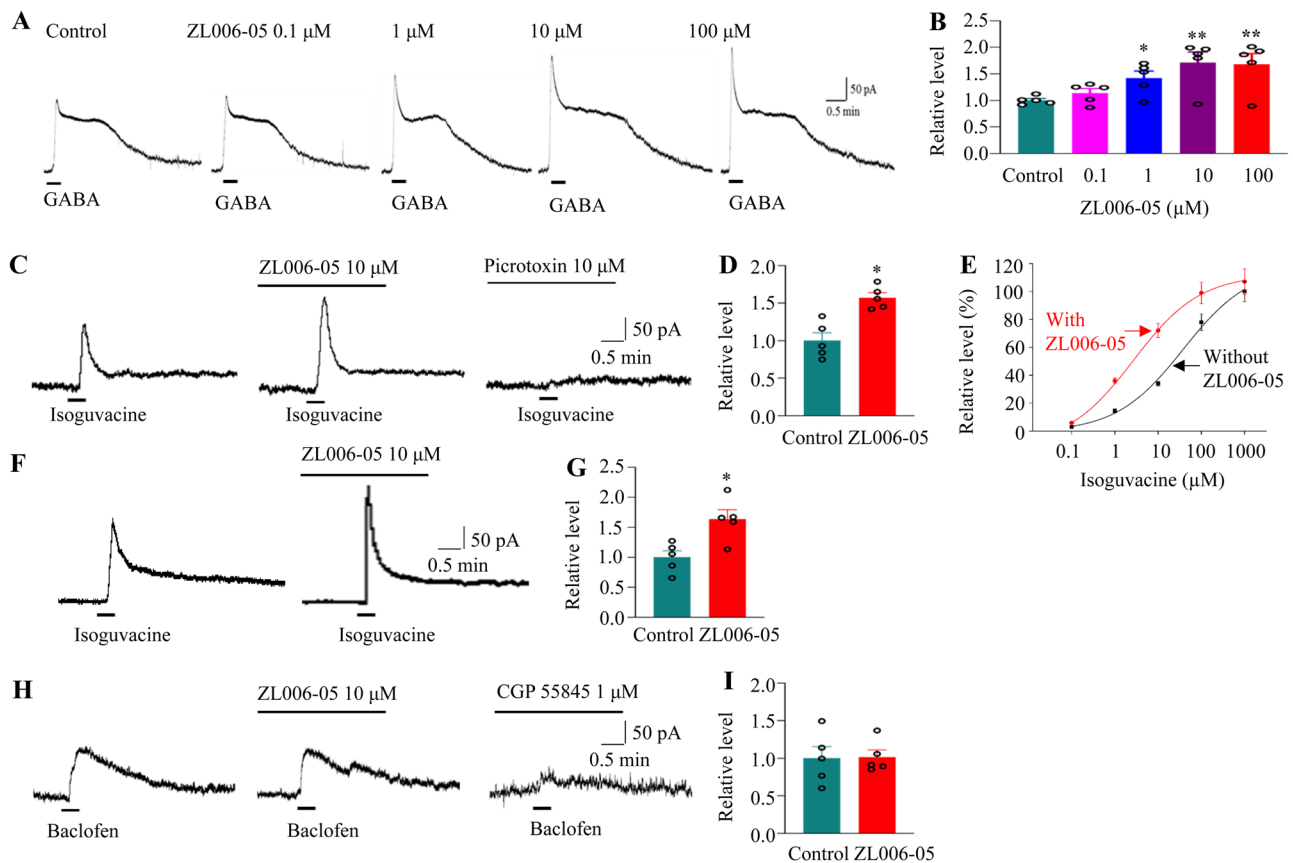 A
Control
ZL006-05 0.1 μM
1 μM
10 μM
100 μM
50 pA
0.5 min
GABA
GABA
GABA
GABA
GABA
B
Relative level
2.5
2.0
1.5
1.0
0.5
0.0
*
**
**
Control
0.1
1
10
100
ZL006-05 (μM)
C
ZL006-05 10 μM
Picrotoxin 10 μM
50 pA
0.5 min
Isoguvacine
Isoguvacine
Isoguvacine
D
Relative level
2.0
1.5
1.0
0.5
0.0
*
Control ZL006-05
E
Relative level (%)
120
100
80
60
40
20
0
With
ZL006-05
Without
ZL006-05
0.1
1
10
100
1000
Isoguvacine (μM)
F
ZL006-05 10 μM
50 pA
0.5 min
Isoguvacine
Isoguvacine
G
Relative level
2.5
2.0
1.5
1.0
0.5
0.0
*
Control ZL006-05
H
ZL006-05 10 μM
CGP 55845 1 μM
50 pA
0.5 min
Baclofen
Baclofen
Baclofen
I
Relative level
2.0
1.5
1.0
0.5
0.0
Control ZL006-05